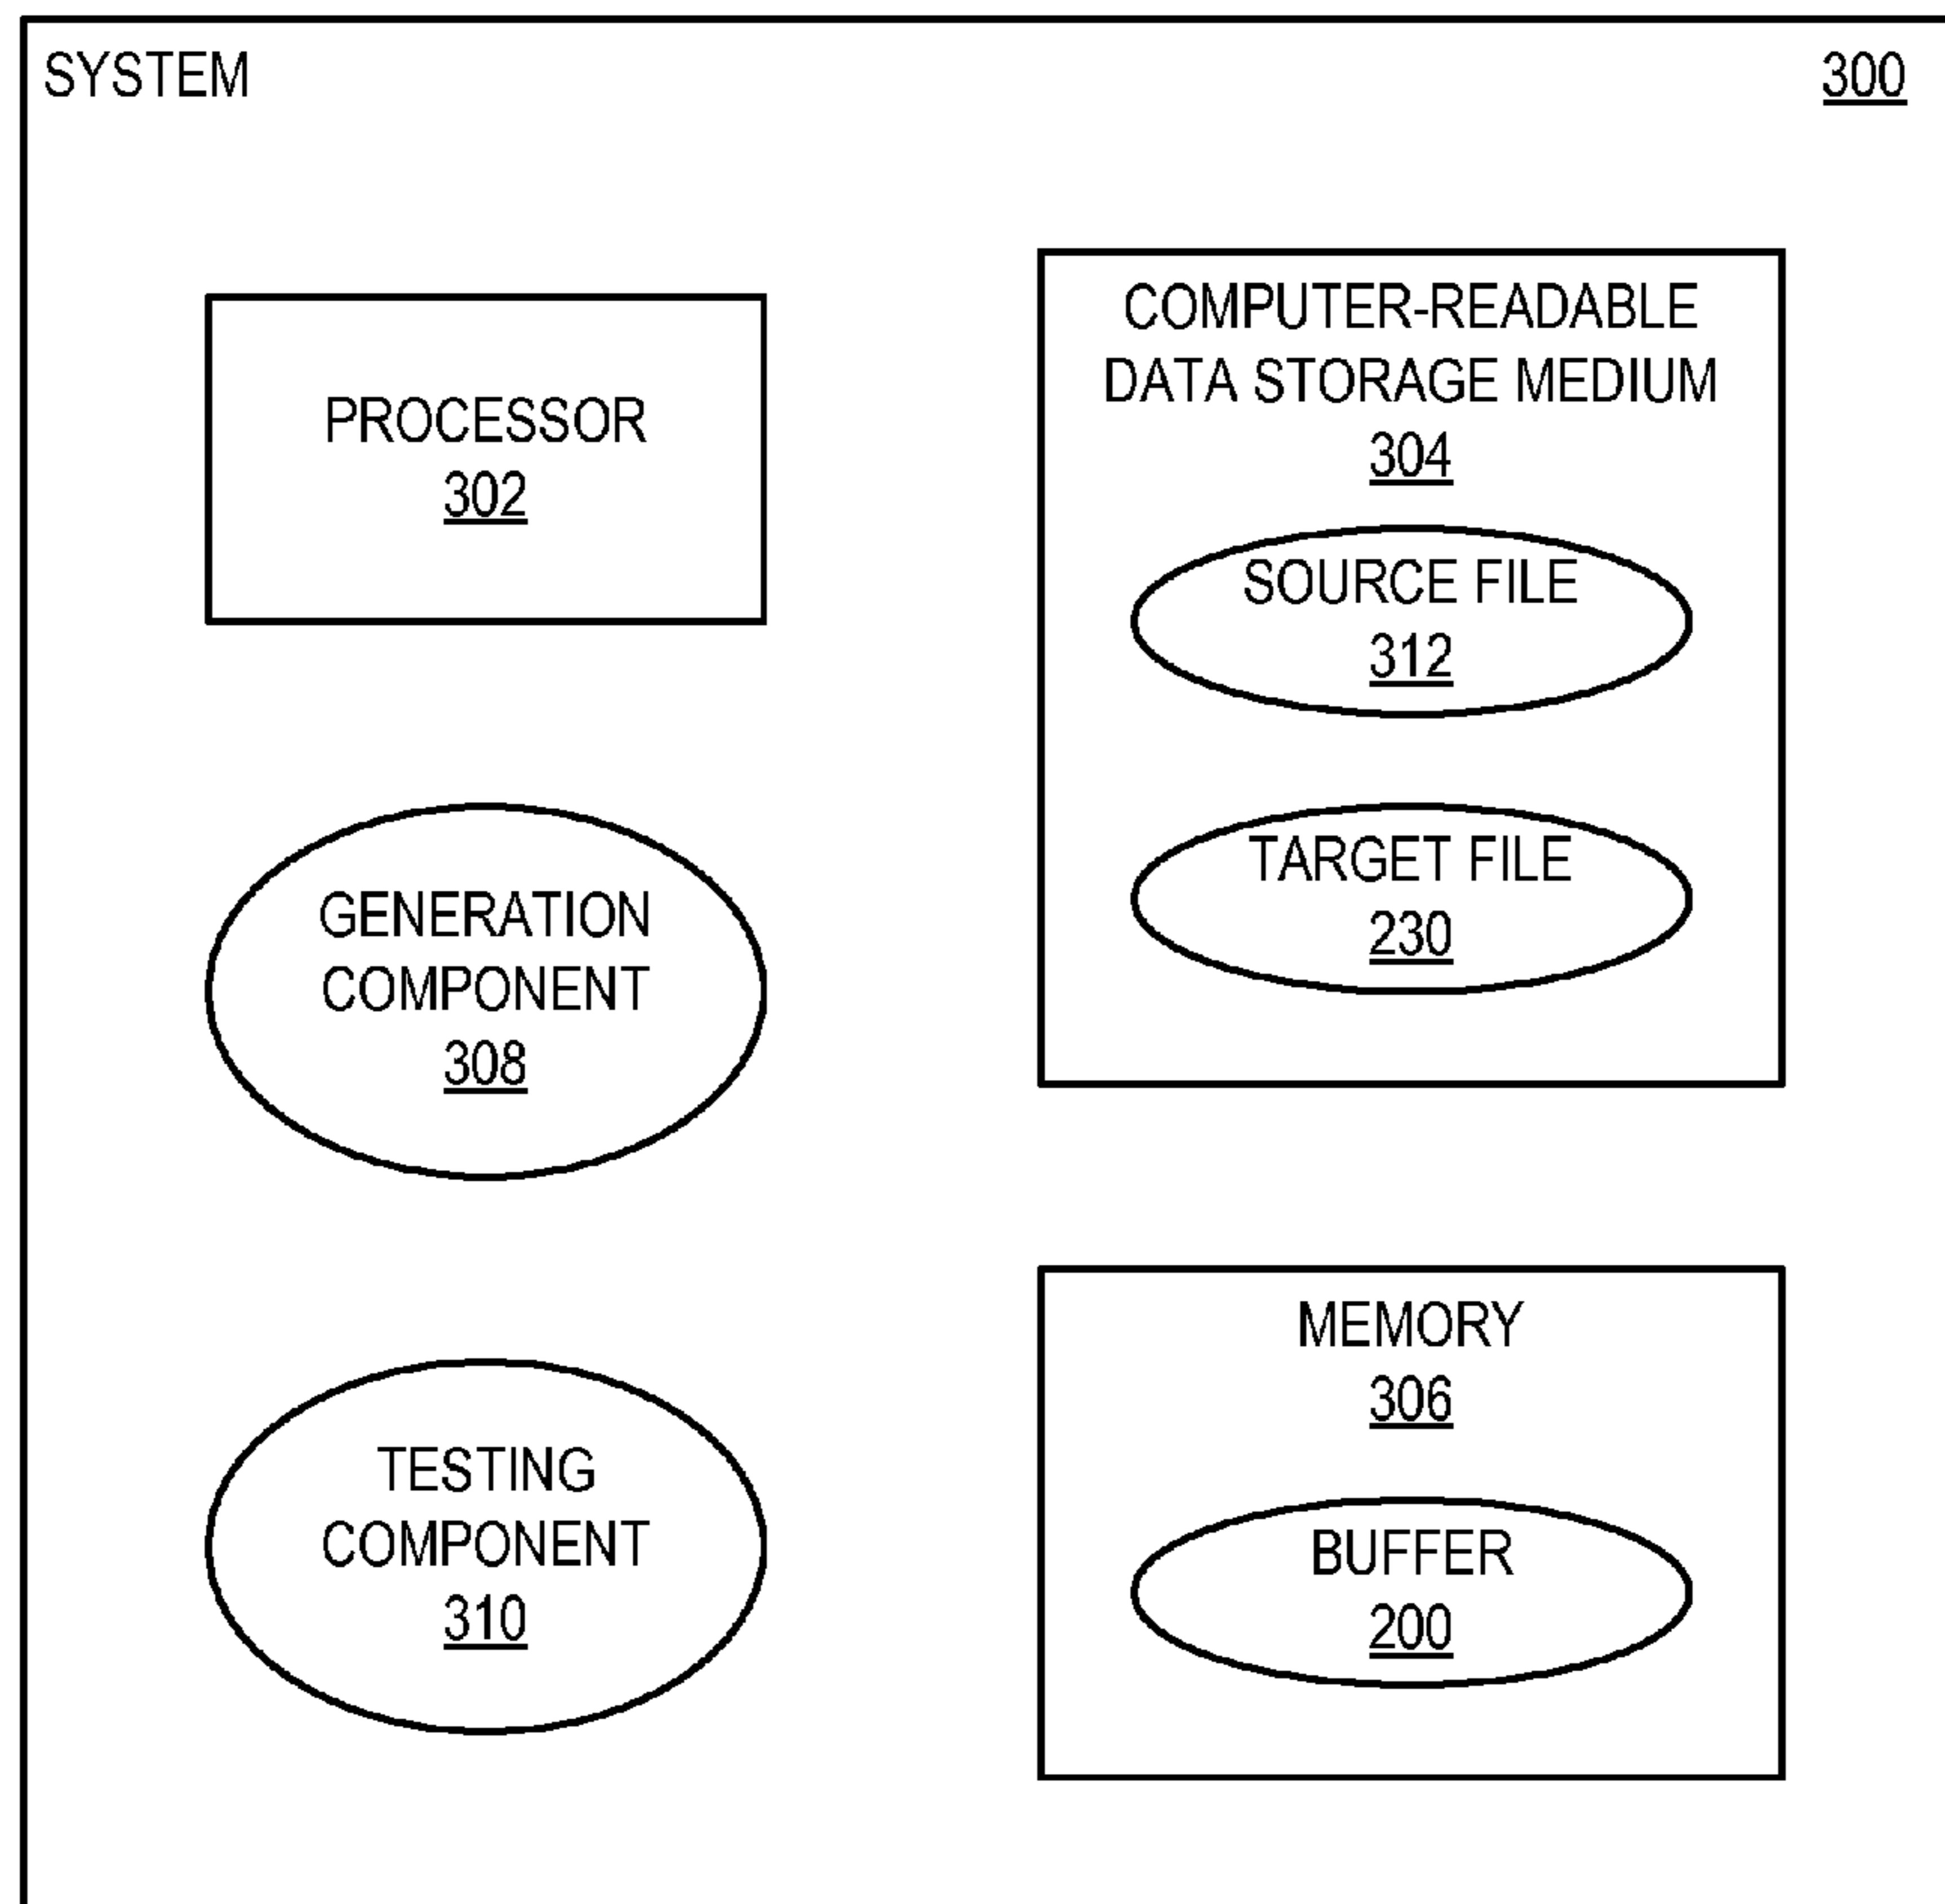 SYSTEM
300
PROCESSOR
302
COMPUTER-READABLE
DATA STORAGE MEDIUM
304
SOURCE FILE
312
TARGET FILE
230
GENERATION
COMPONENT
308
TESTING
COMPONENT
310
MEMORY
306
BUFFER
200